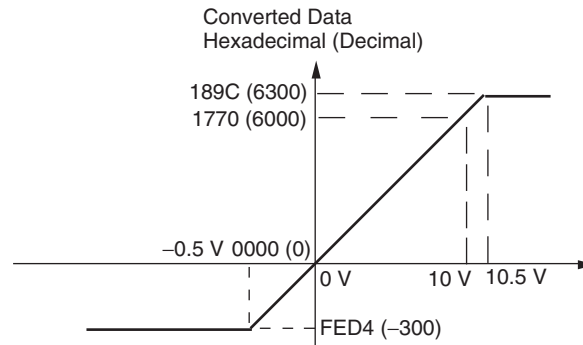 Converted Data
Hexadecimal (Decimal)
189C (6300)
1770 (6000)
−0.5 V 0000 (0)
0 V
10 V
10.5 V
FED4 (−300)